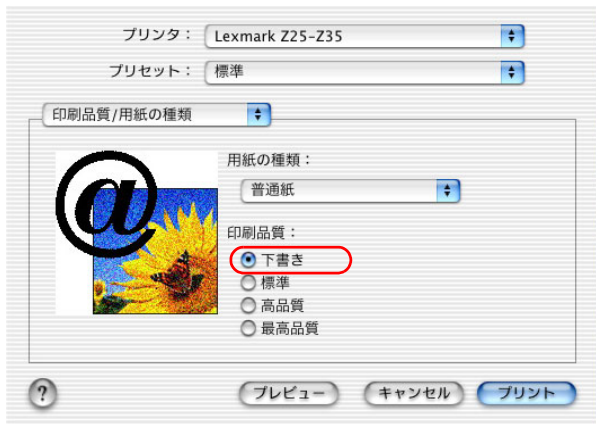 プリンタ： Lexmark Z25-Z35
プリセット： 標準
印刷品質/用紙の種類
用紙の種類：
普通紙
印刷品質：
下書き
標準
高品質
最高品質
@
? プレビュー キャンセル プリント